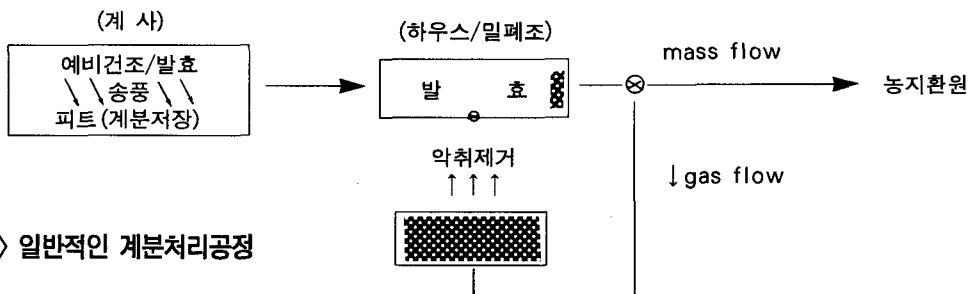 (계 사)
예비건조/발효
송풍
피트(계분저장)
(하우스/밀폐조)
발 효
mass flow
농지환원
악취제거
↑ ↑ ↑
↓gas flow
〉 일반적인 계분처리공정